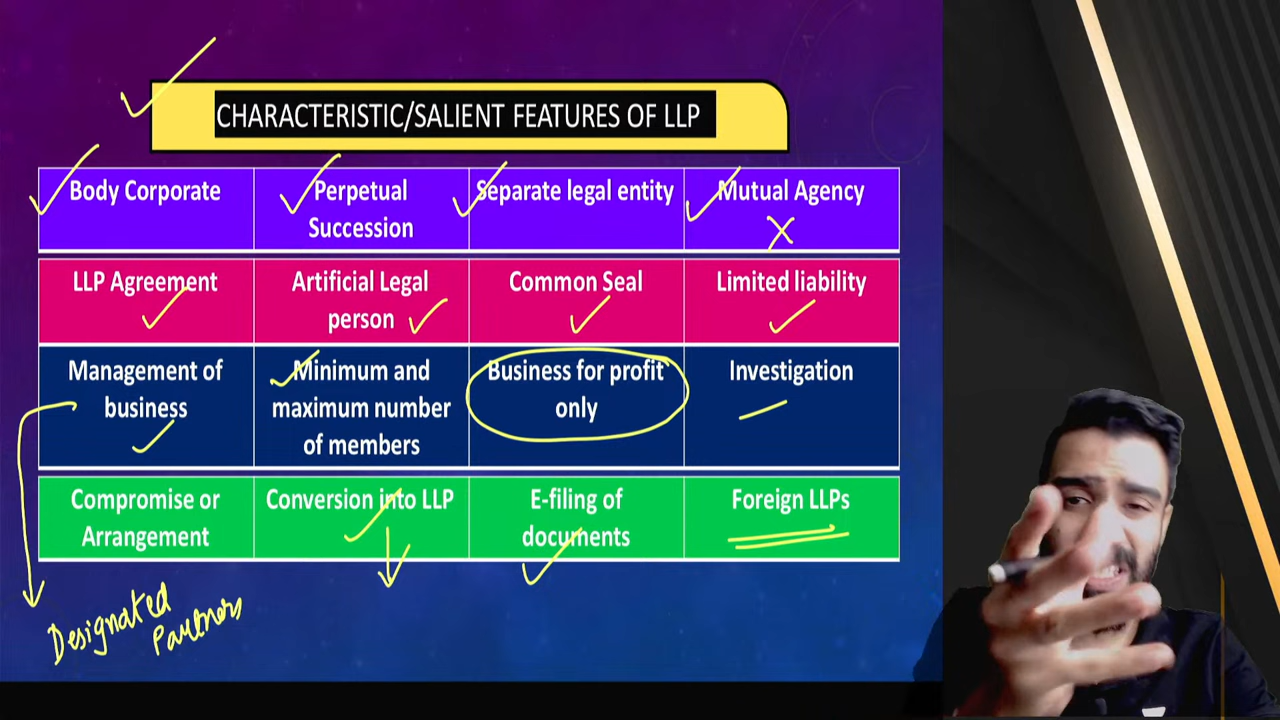 CHARACTERISTIC/SALIENT FEATURES OF LLP
Body Corporate
Perpetual
Succession
Separate legal entity
Mutual Agency
LLP Agreement
Artificial Legal
person
Common Seal
Limited liability
Management of
business
Minimum and
maximum number
of members
Business for profit
only
Investigation
Compromise or
Arrangement
Conversion into LLP
E-filing of
documents
Foreign LLPs
Designated
Partners